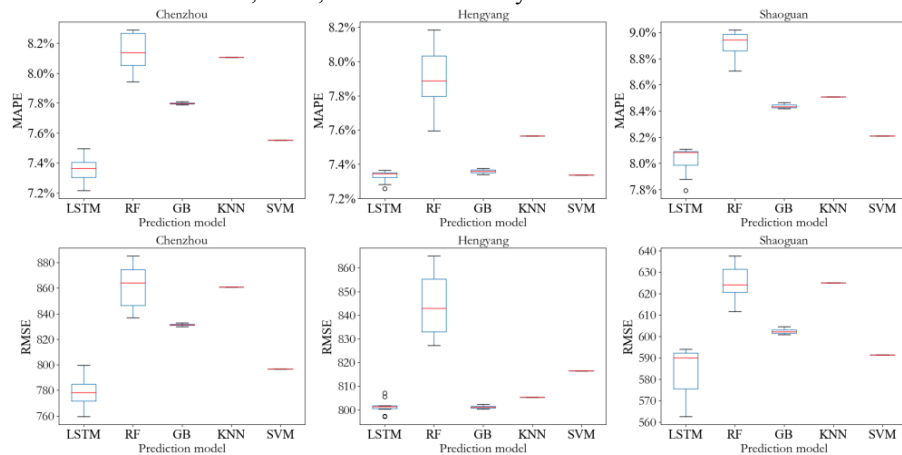 Chenzhou
Hengyang
Shaoguan
MAPE
8.2%
8.0%
7.8%
7.6%
7.4%
7.2%
LSTM RF GB KNN SVM
Prediction model
MAPE
8.2%
8.0%
7.8%
7.6%
7.4%
7.2%
LSTM RF GB KNN SVM
Prediction model
MAPE
9.0%
8.8%
8.6%
8.4%
8.2%
8.0%
7.8%
LSTM RF GB KNN SVM
Prediction model
Chenzhou
Hengyang
Shaoguan
RMSE
880
860
840
820
800
780
760
LSTM RF GB KNN SVM
Prediction model
RMSE
860
850
840
830
820
810
800
LSTM RF GB KNN SVM
Prediction model
RMSE
640
630
620
610
600
590
580
570
560
LSTM RF GB KNN SVM
Prediction model